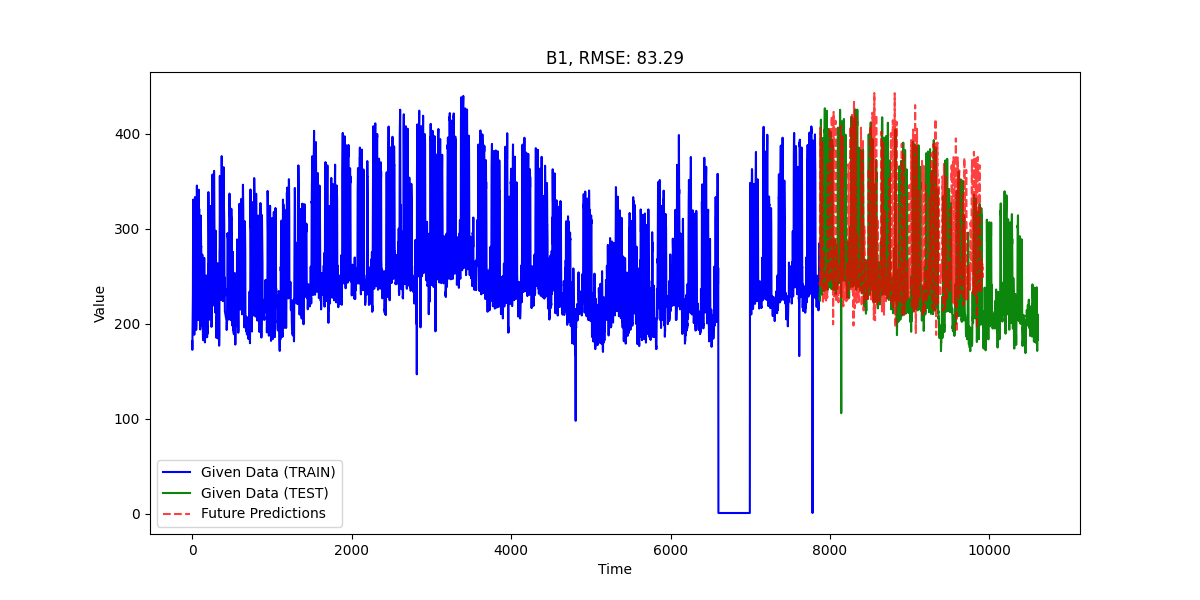 B1, RMSE: 83.29
Value
400
300
200
100
0
Given Data (TRAIN)
Given Data (TEST)
Future Predictions
0 2000 4000 6000 8000 10000
Time